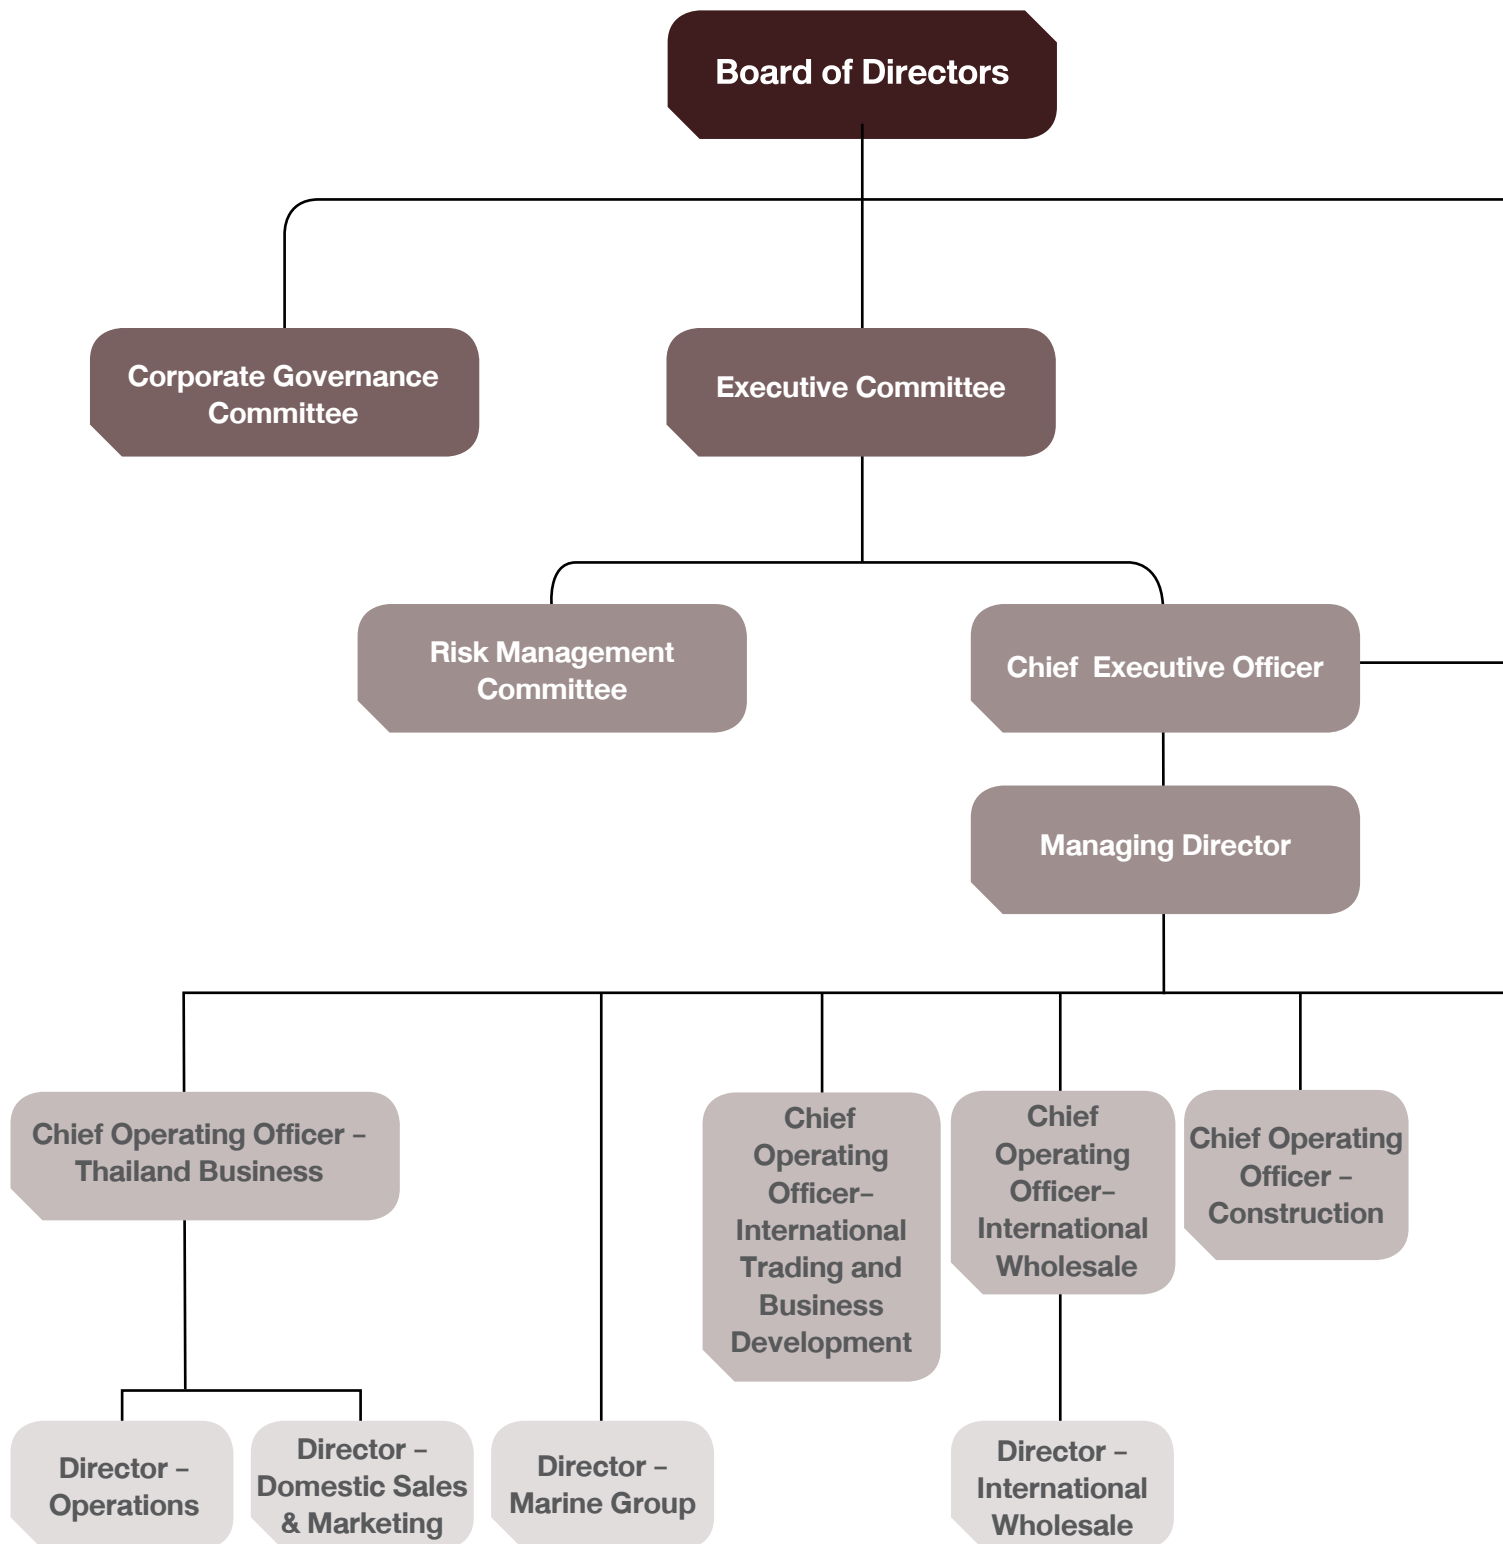 Board of Directors
Corporate Governance
Committee
Executive Committee
Risk Management
Committee
Chief Executive Officer
Managing Director
Chief Operating Officer –
Thailand Business
Chief
Operating
Officer–
International
Trading and
Business
Development
Chief
Operating
Officer–
International
Wholesale
Chief Operating
Officer –
Construction
Director –
Operations
Director –
Domestic Sales
& Marketing
Director –
Marine Group
Director –
International
Wholesale